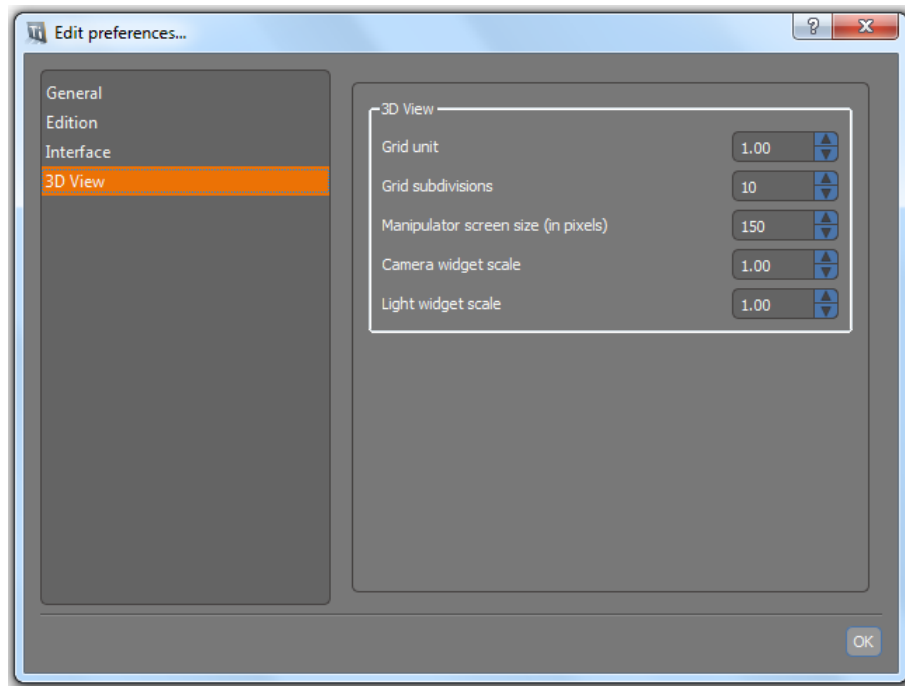 Edit preferences...
General
Edition
Interface
3D View
3D View
Grid unit 1.00
Grid subdivisions 10
Manipulator screen size (in pixels) 150
Camera widget scale 1.00
Light widget scale 1.00
OK